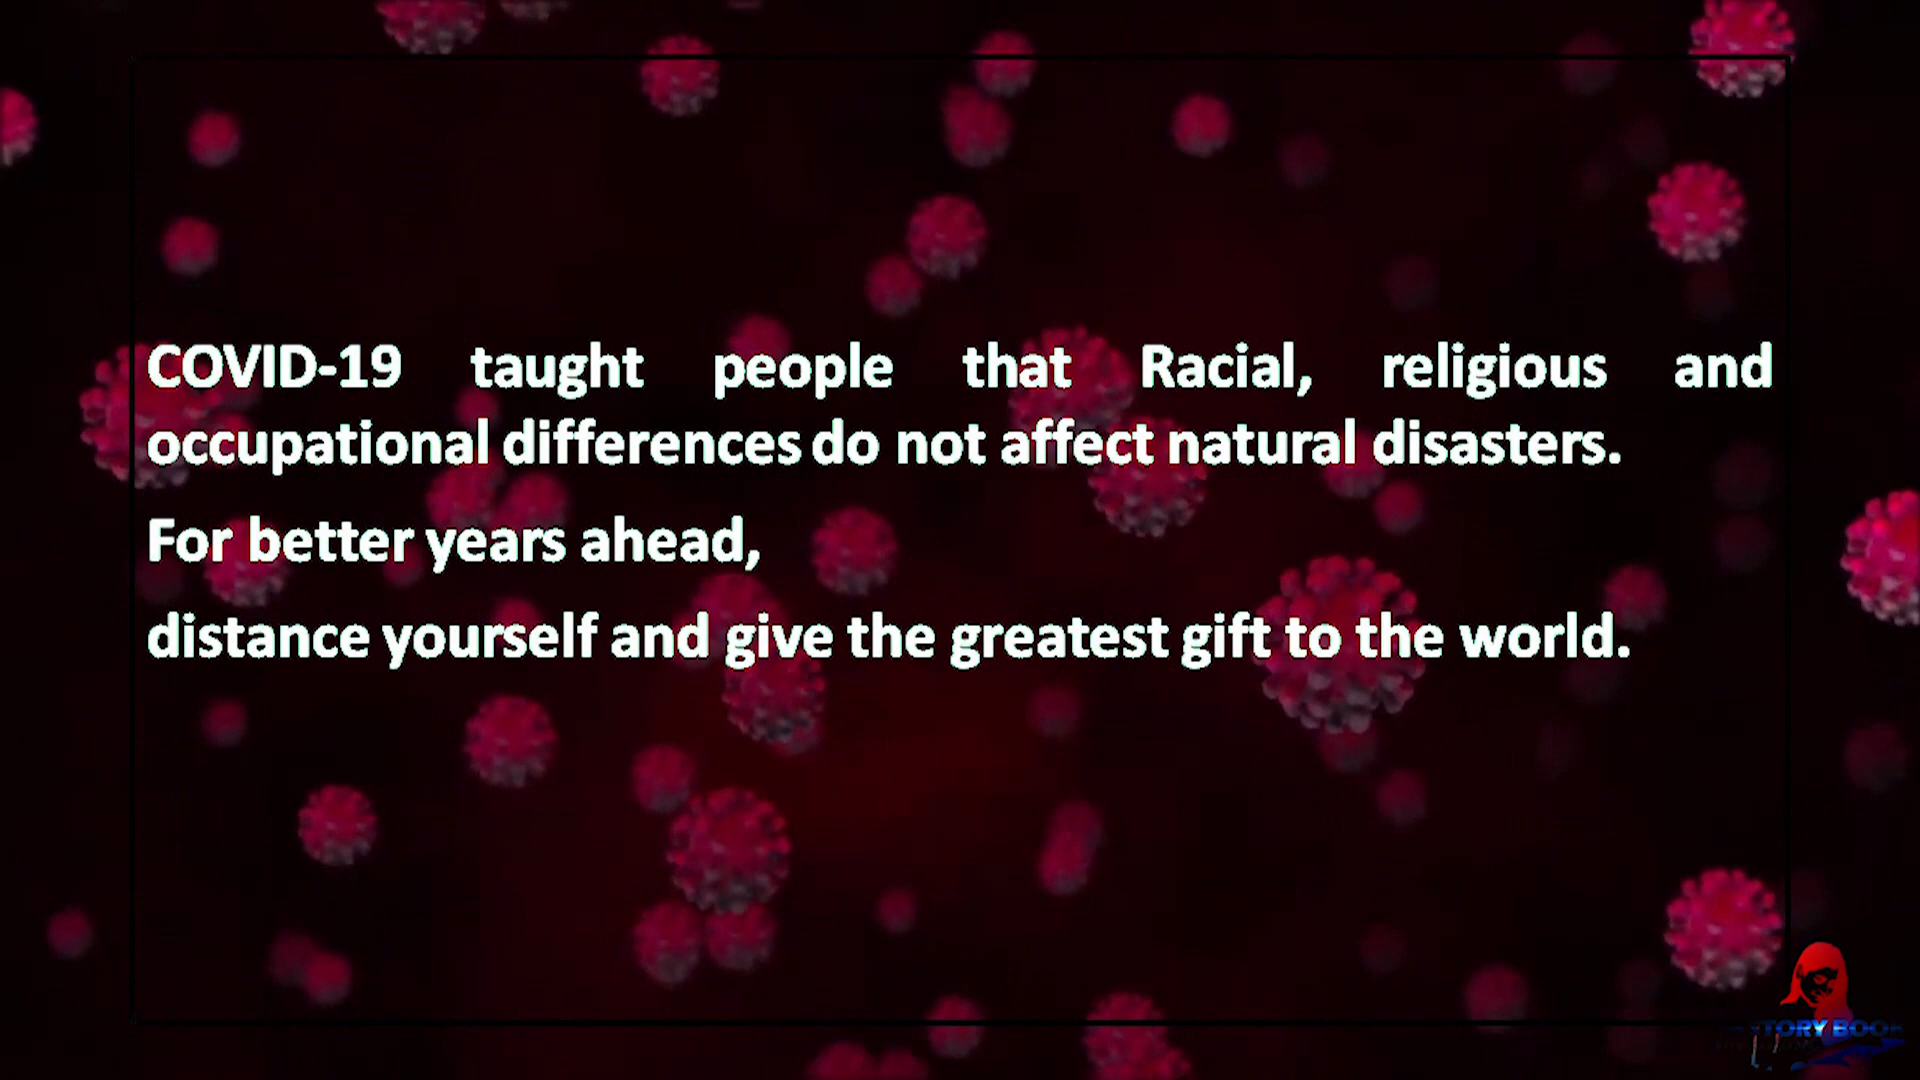 COVID-19 taught people that Racial, religious and
occupational differences do not affect natural disasters.
For better years ahead,
distance yourself and give the greatest gift to the world.